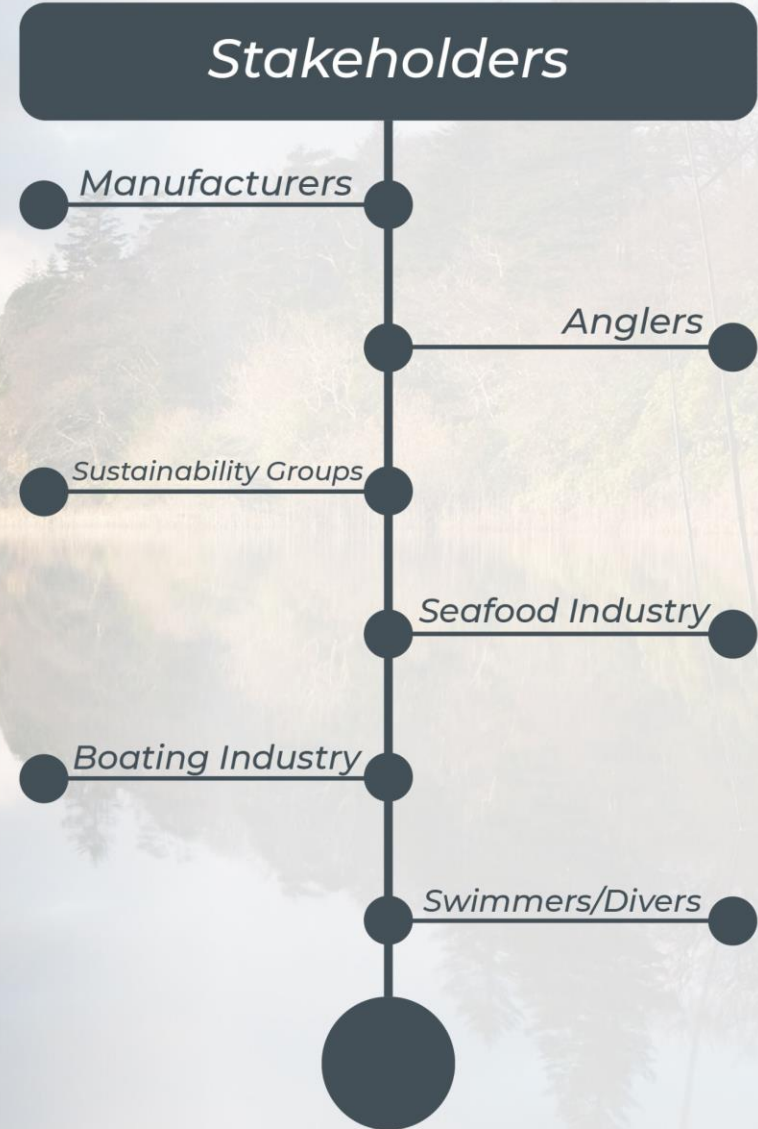 Stakeholders
Manufacturers
Anglers
Sustainability Groups
Seafood Industry
Boating Industry
Swimmers/Divers